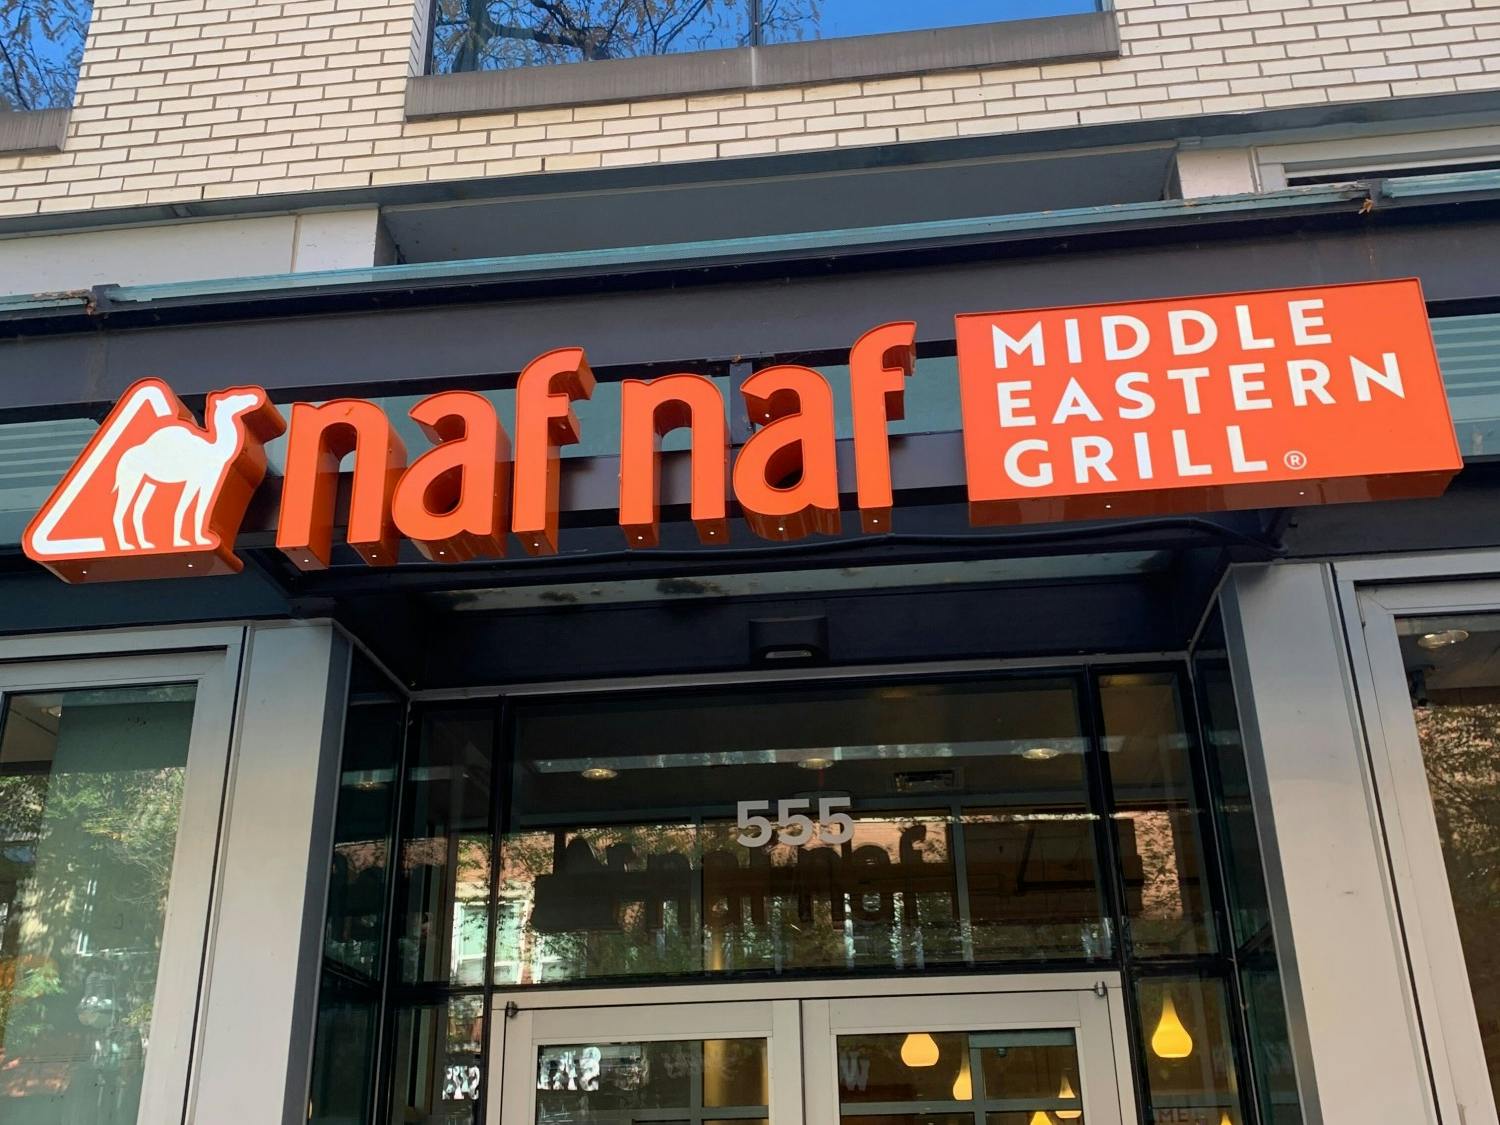 naf naf
MIDDLE
EASTERN
GRILL®
555